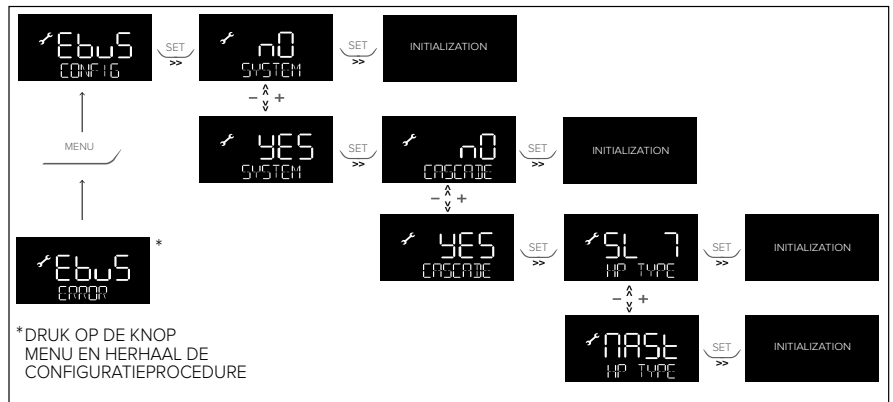 EbuS
CONFIG
SET
>>
nO
SYSTEM
SET
>>
INITIALIZATION
- +
MENU
YES
SYSTEM
SET
>>
nO
CASCADE
SET
>>
INITIALIZATION
- +
EbuS
ERROR
*
YES
CASCADE
SET
>>
SL 7
HP TYPE
SET
>>
INITIALIZATION
- +
MASt
HP TYPE
SET
>>
INITIALIZATION
*DRUK OP DE KNOP
MENU EN HERHAAL DE
CONFIGURATIEPROCEDURE